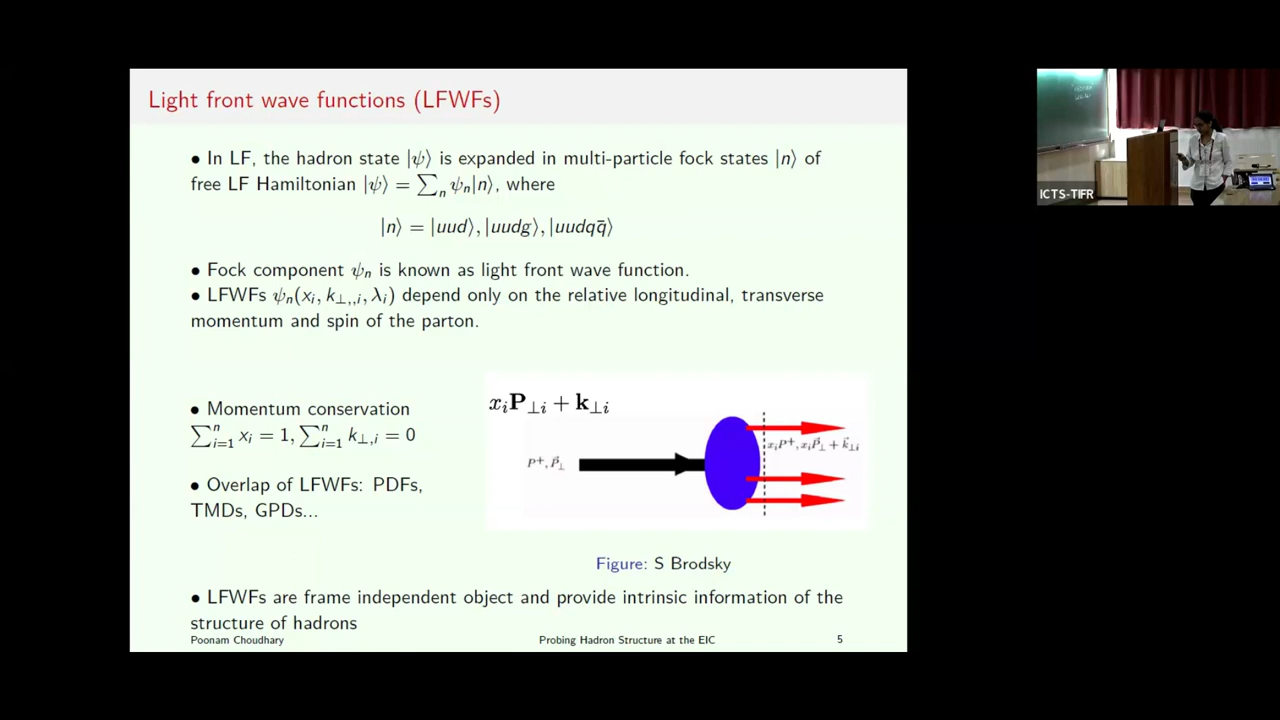 Light front wave functions (LFWFs)
• In LF, the hadron state |ψ⟩ is expanded in multi-particle fock states |n⟩ of
free LF Hamiltonian |ψ⟩ = ∑ₙ ψₙ|n⟩, where
|n⟩ = |uud⟩, |uudg⟩, |uudqq̄⟩
• Fock component ψₙ is known as light front wave function.
• LFWFs ψₙ(xᵢ, k⊥,,ᵢ, λᵢ) depend only on the relative longitudinal, transverse
momentum and spin of the parton.
• Momentum conservation
∑ⁿᵢ₌₁ xᵢ = 1, ∑ⁿᵢ₌₁ k⊥,ᵢ = 0
• Overlap of LFWFs: PDFs,
TMDs, GPDs...
xᵢP⊥ᵢ + k⊥ᵢ
P⁺, P⃗⊥
xᵢP⁺, xᵢP⃗⊥ + k⃗⊥ᵢ
Figure: S Brodsky
• LFWFs are frame independent object and provide intrinsic information of the
structure of hadrons
Poonam Choudhary Probing Hadron Structure at the EIC 5
ICTS-TIFR